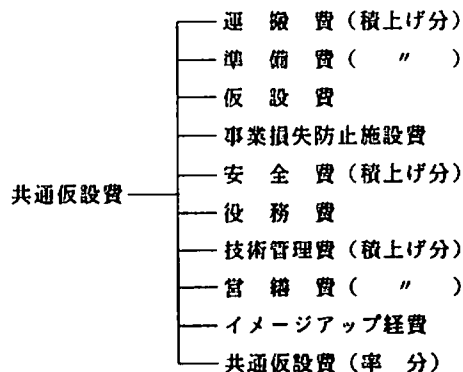 運搬費(積上げ分)
準備費( 〃 )
仮設費
事業損失防止施設費
安全費(積上げ分)
共通仮設費
役務費
技術管理費(積上げ分)
営繕費( 〃 )
イメージアップ経費
共通仮設費(率 分)